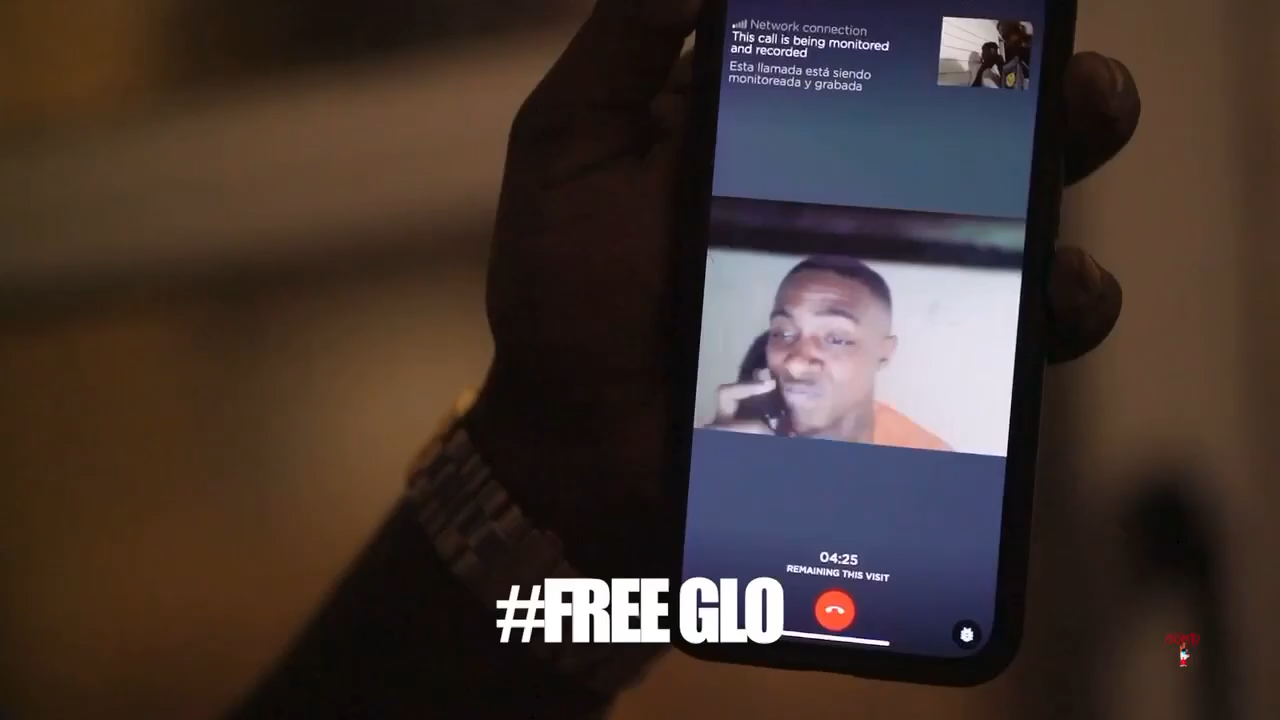 Network connection
This call is being monitored
and recorded
Esta llamada está siendo
monitoreada y grabada
04:25
REMAINING THIS VISIT
#FREE GLO